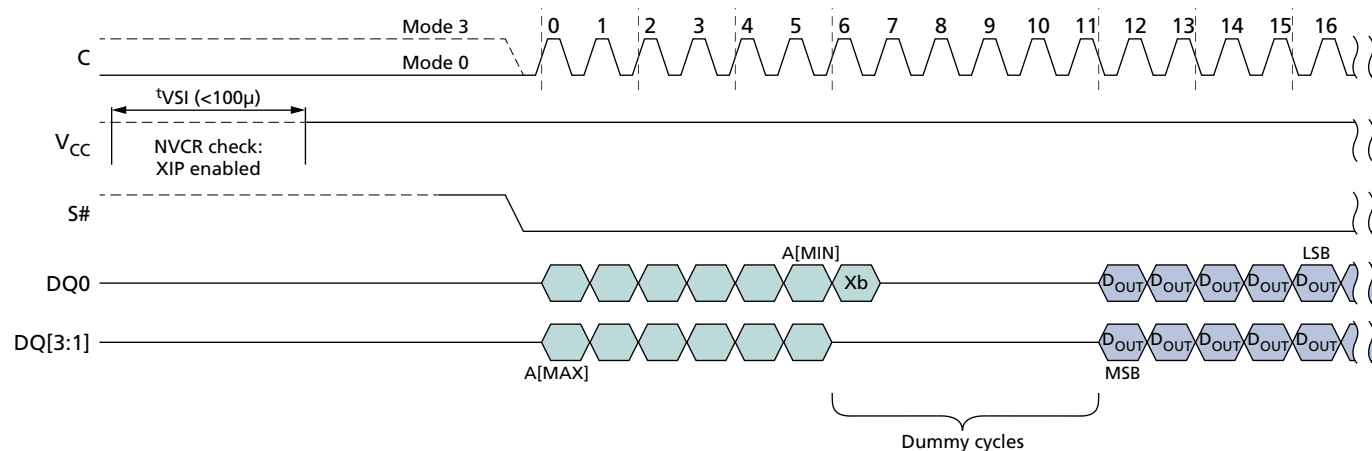 Mode 3
0 1 2 3 4 5 6 7 8 9 10 11 12 13 14 15 16
C
Mode 0
tVSI (<100µ)
VCC
NVCR check:
XIP enabled
S#
A[MIN]
LSB
DQ0
Xb
DOUT DOUT DOUT DOUT DOUT
DQ[3:1]
DOUT DOUT DOUT DOUT DOUT
A[MAX]
MSB
Dummy cycles